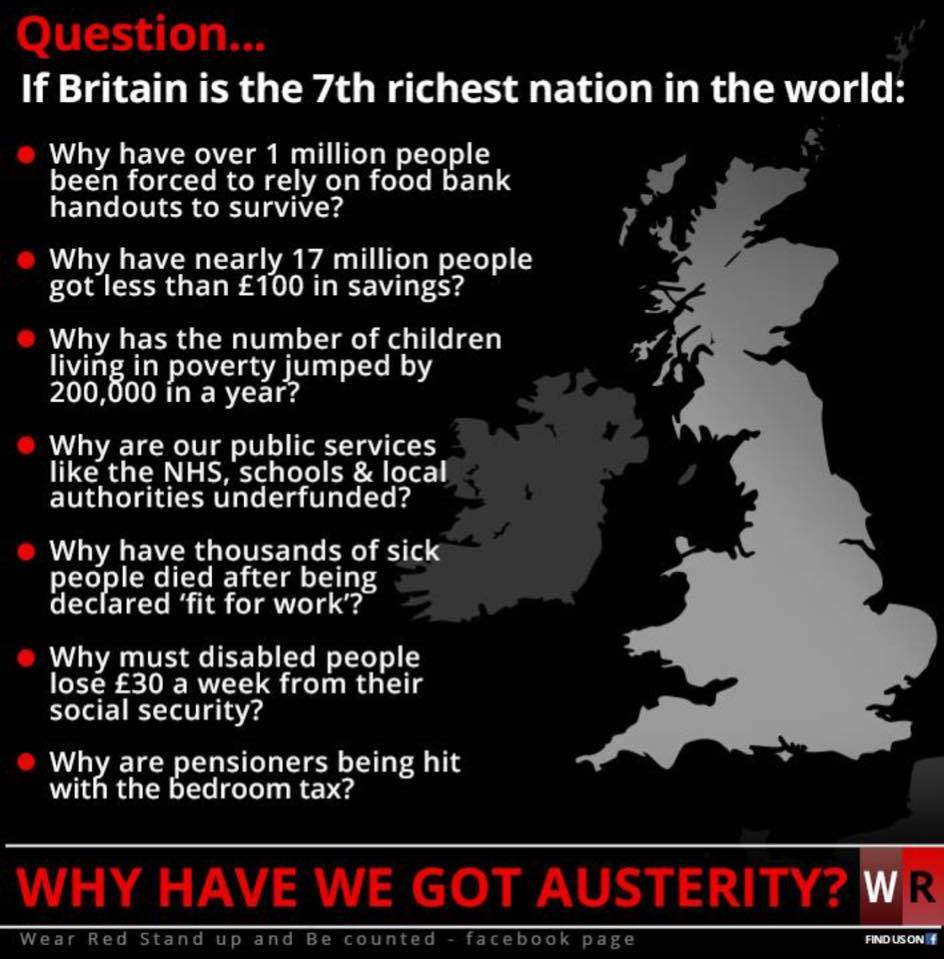 Question...
If Britain is the 7th richest nation in the world:
Why have over 1 million people
been forced to rely on food bank
handouts to survive?
Why have nearly 17 million people
got less than £100 in savings?
Why has the number of children
living in poverty jumped by
200,000 in a year?
Why are our public services
like the NHS, schools & local
authorities underfunded?
Why have thousands of sick
people died after being
declared ‘fit for work’?
Why must disabled people
lose £30 a week from their
social security?
Why are pensioners being hit
with the bedroom tax?
WHY HAVE WE GOT AUSTERITY? WR
Wear Red Stand up and Be counted - facebook page
FIND US ON f